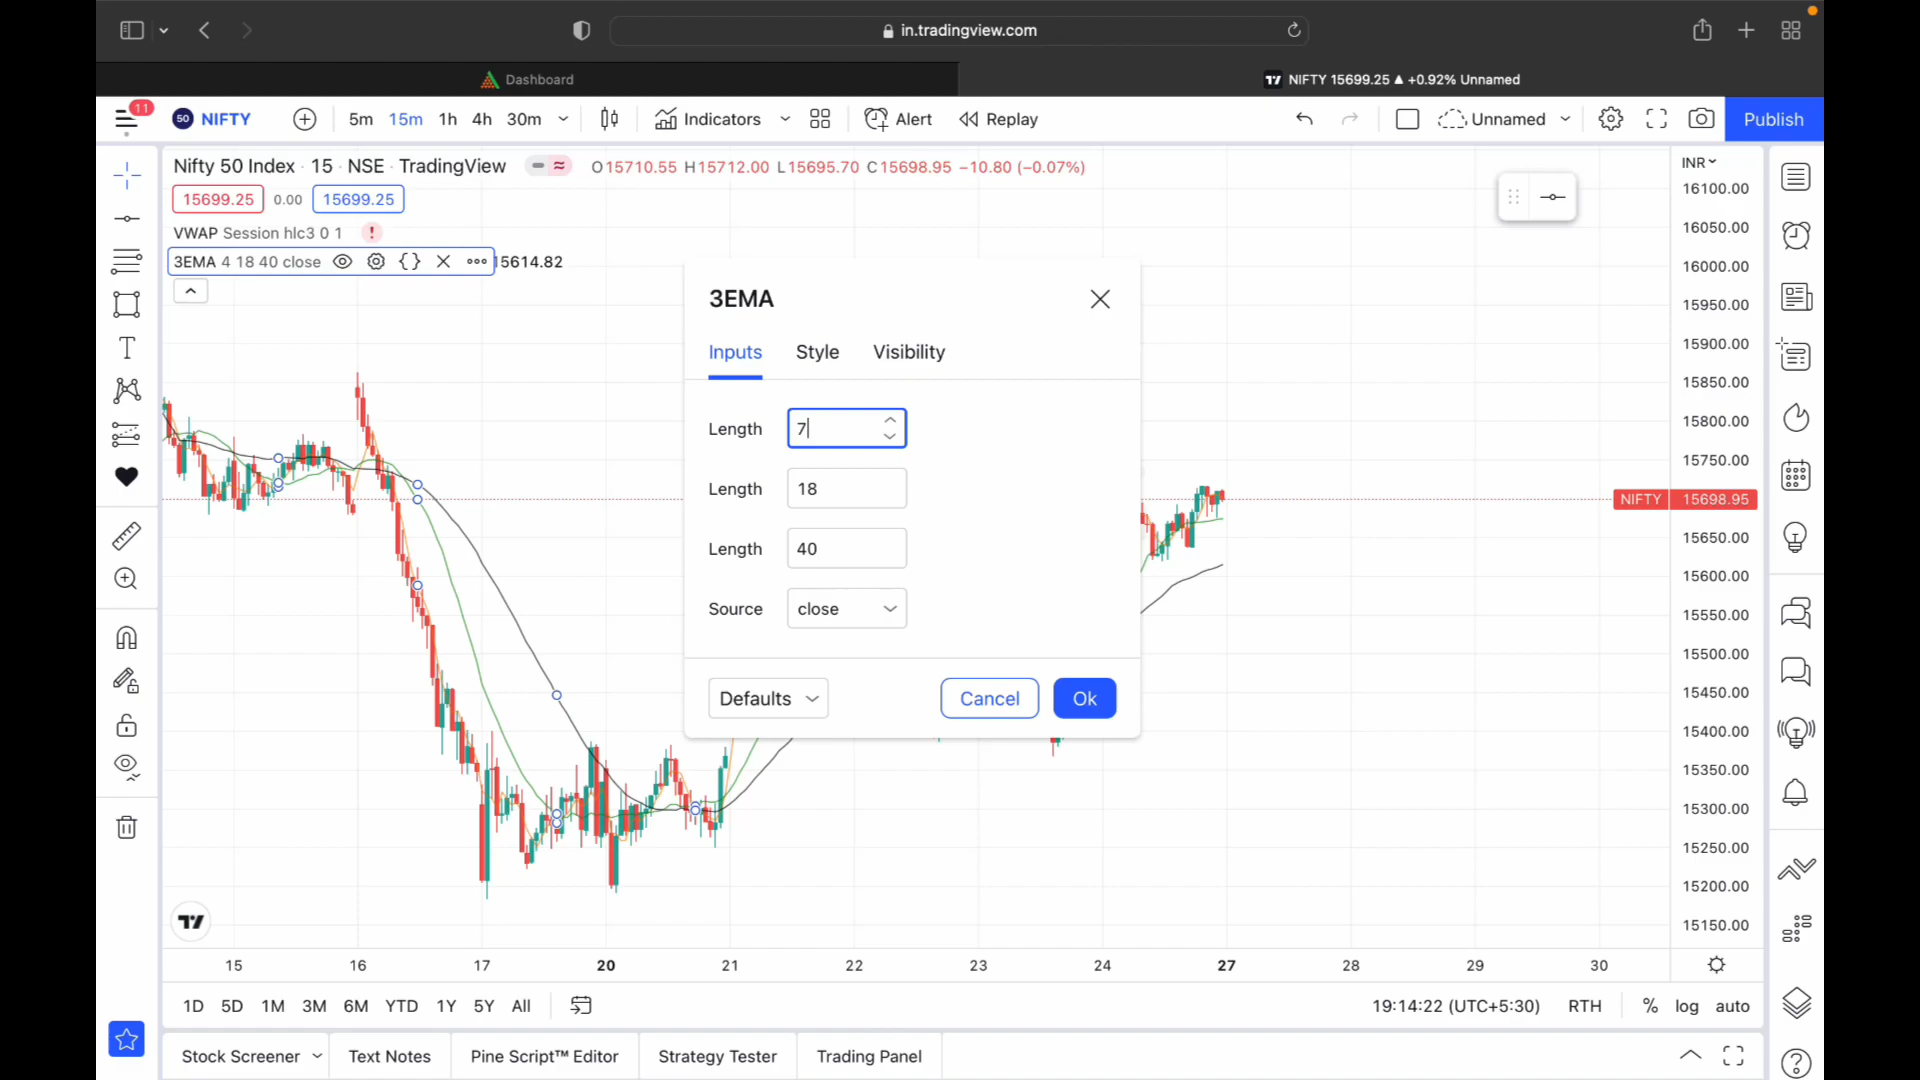 in.tradingview.com
Dashboard
NIFTY 15699.25 ▲ +0.92% Unnamed
11
50 NIFTY 5m 15m 1h 4h 30m Indicators Alert Replay Unnamed Publish
Nifty 50 Index · 15 · NSE · TradingView O15710.55 H15712.00 L15695.70 C15698.95 −10.80 (−0.07%)
INR
15699.25 0.00 15699.25
VWAP Session hlc3 0 1 !
3EMA 4 18 40 close 15614.82
3EMA
Inputs Style Visibility
Length 7
Length 18
Length 40
Source close
Defaults Cancel Ok
16100.00
16050.00
16000.00
15950.00
15900.00
15850.00
15800.00
15750.00
NIFTY 15698.95
15650.00
15600.00
15550.00
15500.00
15450.00
15400.00
15350.00
15300.00
15250.00
15200.00
15150.00
15 16 17 20 21 22 23 24 27 28 29 30
1D 5D 1M 3M 6M YTD 1Y 5Y All 19:14:22 (UTC+5:30) RTH % log auto
Stock Screener Text Notes Pine Script™ Editor Strategy Tester Trading Panel